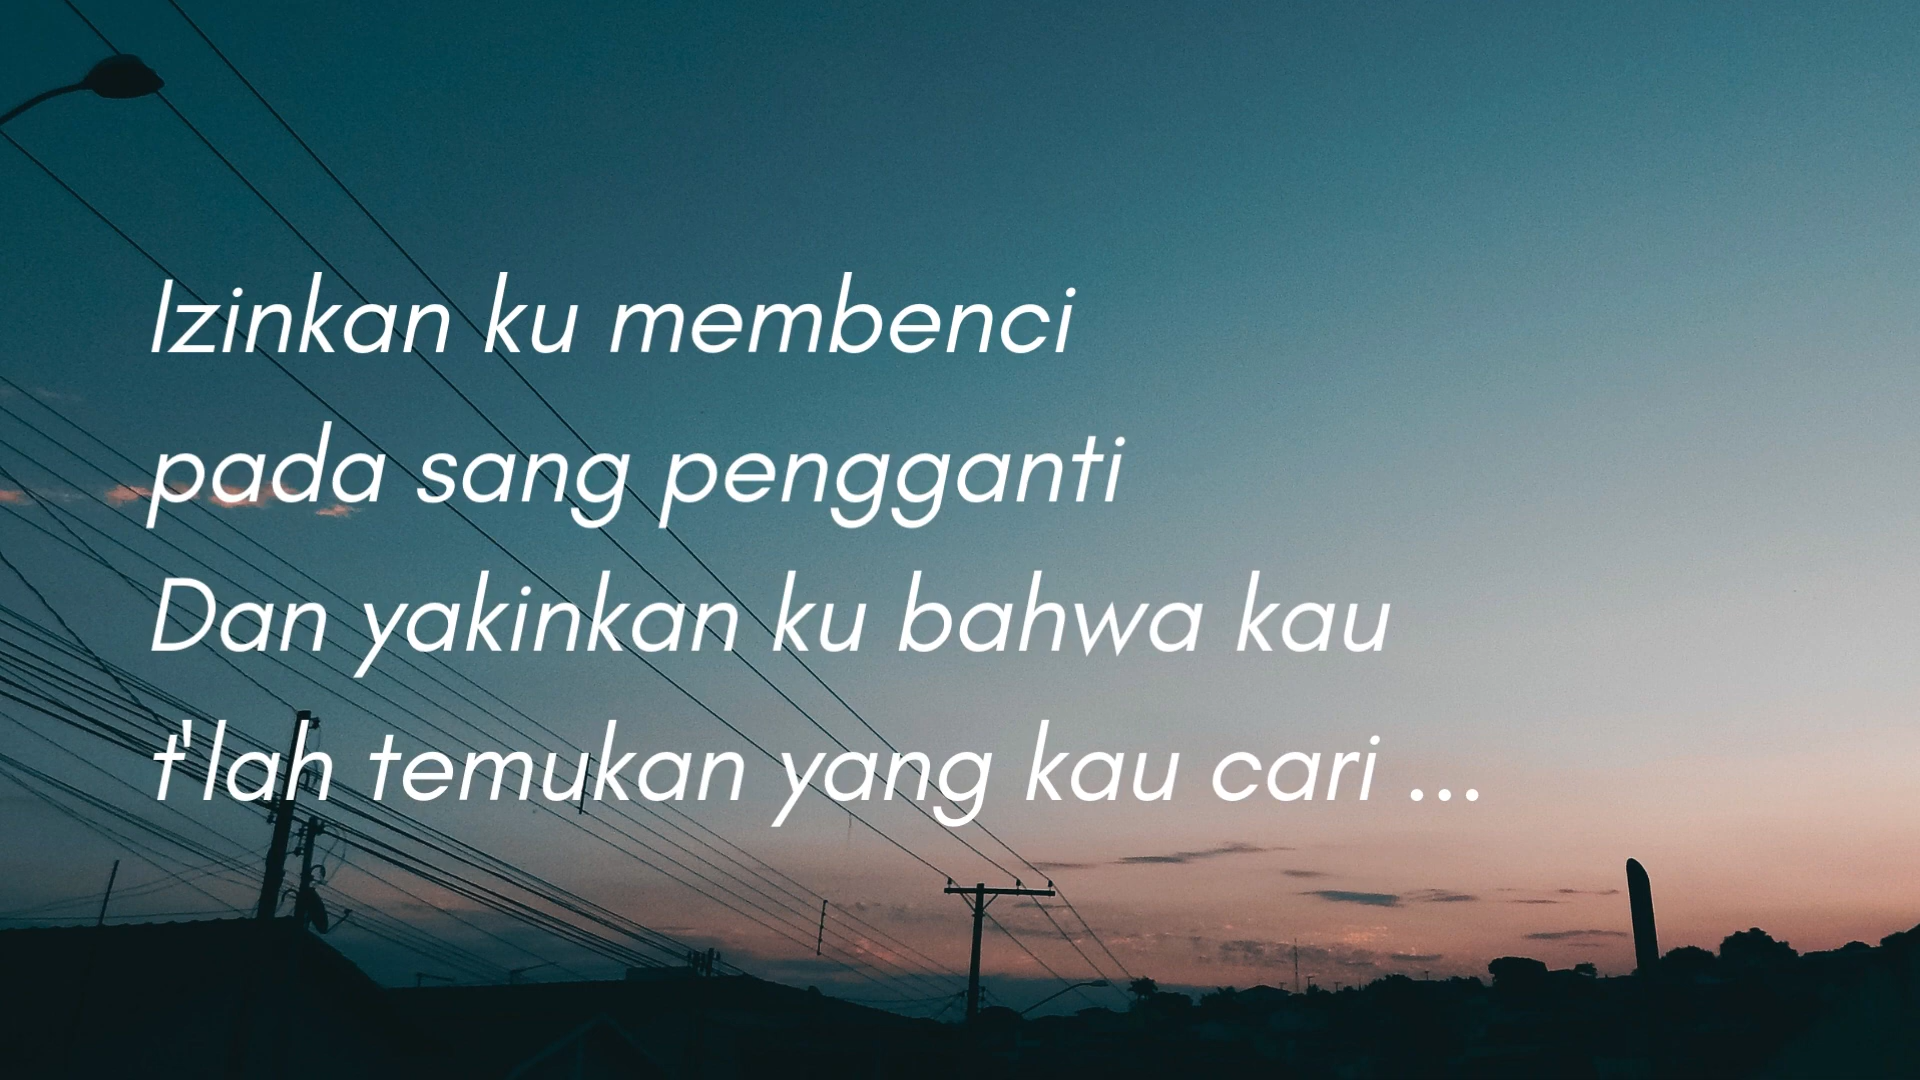 Izinkan ku membenci
pada sang pengganti
Dan yakinkan ku bahwa kau
t'lah temukan yang kau cari ...